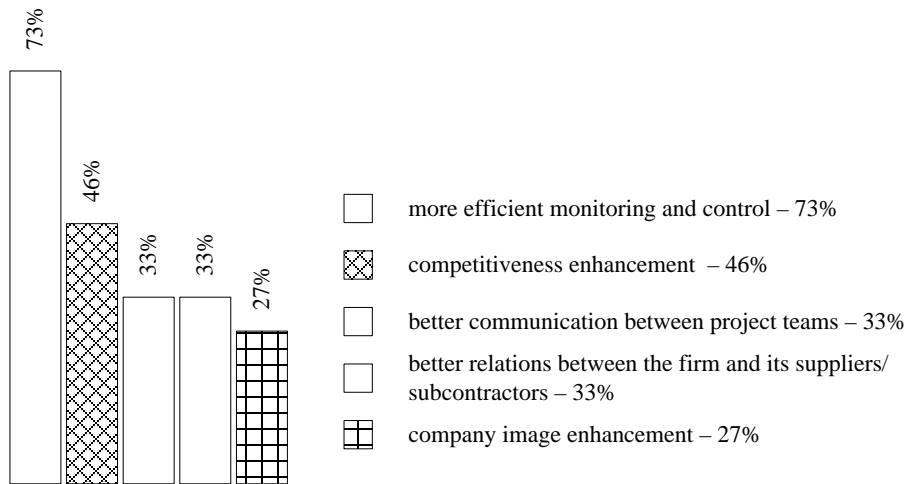 73%
46%
33%
33%
27%
more efficient monitoring and control – 73%
competitiveness enhancement – 46%
better communication between project teams – 33%
better relations between the firm and its suppliers/
subcontractors – 33%
company image enhancement – 27%